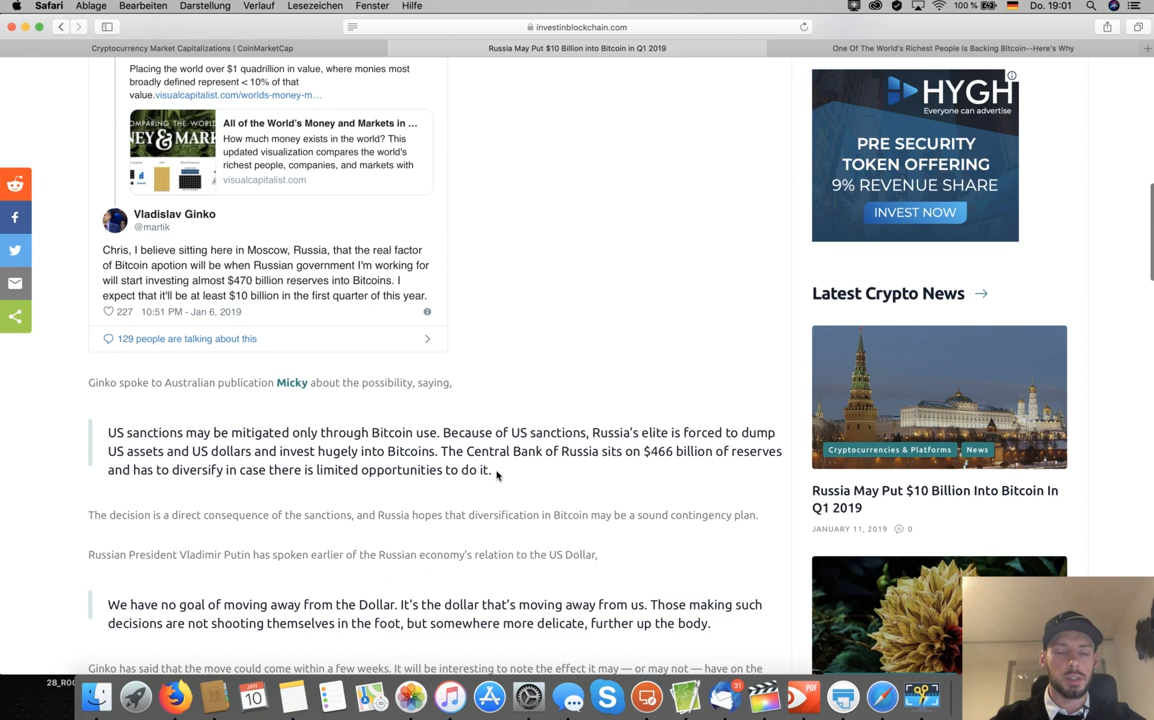 Safari Ablage Bearbeiten Darstellung Verlauf Lesezeichen Fenster Hilfe
100 % Do. 19:01
investinblockchain.com
Cryptocurrency Market Capitalizations | CoinMarketCap
Russia May Put $10 Billion into Bitcoin in Q1 2019
One Of The World's Richest People Is Backing Bitcoin--Here's Why
Placing the world over $1 quadrillion in value, where monies most
broadly defined represent < 10% of that
value.visualcapitalist.com/worlds-money-m…
All of the World's Money and Markets in ...
How much money exists in the world? This
updated visualization compares the world's
richest people, companies, and markets with
visualcapitalist.com
Vladislav Ginko
@martik
Chris, I believe sitting here in Moscow, Russia, that the real factor
of Bitcoin apotion will be when Russian government I'm working for
will start investing almost $470 billion reserves into Bitcoins. I
expect that it'll be at least $10 billion in the first quarter of this year.
227 10:51 PM - Jan 6, 2019
129 people are talking about this
Ginko spoke to Australian publication Micky about the possibility, saying,
US sanctions may be mitigated only through Bitcoin use. Because of US sanctions, Russia's elite is forced to dump
US assets and US dollars and invest hugely into Bitcoins. The Central Bank of Russia sits on $466 billion of reserves
and has to diversify in case there is limited opportunities to do it.
The decision is a direct consequence of the sanctions, and Russia hopes that diversification in Bitcoin may be a sound contingency plan.
Russian President Vladimir Putin has spoken earlier of the Russian economy's relation to the US Dollar,
We have no goal of moving away from the Dollar. It's the dollar that's moving away from us. Those making such
decisions are not shooting themselves in the foot, but somewhere more delicate, further up the body.
Ginko has said that the move could come within a few weeks. It will be interesting to note the effect it may — or may not — have on the
HYGH
Everyone can advertise
PRE SECURITY
TOKEN OFFERING
9% REVENUE SHARE
INVEST NOW
Latest Crypto News
Cryptocurrencies & Platforms News
Russia May Put $10 Billion Into Bitcoin In
Q1 2019
JANUARY 11, 2019 0
JAN
10
31
PDF